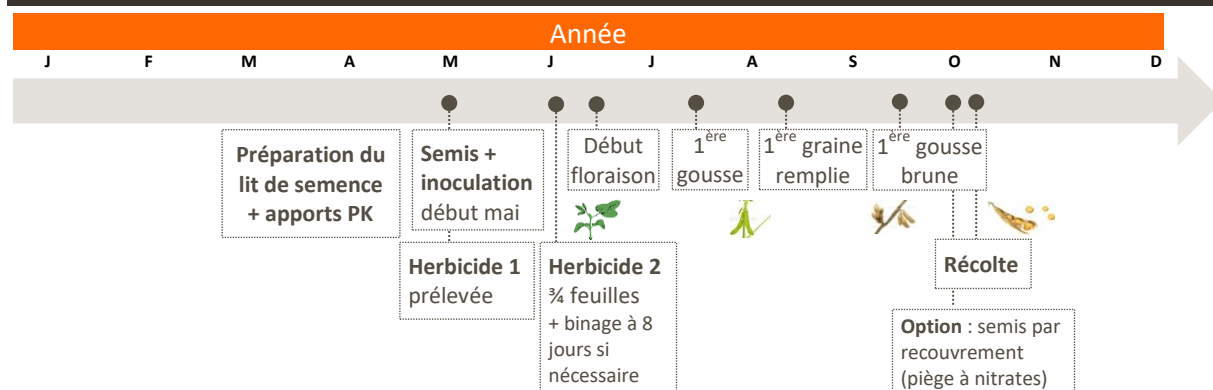 Année
J F M A M J J A S O N D
Préparation du
lit de semence
+ apports PK
Semis +
inoculation
début mai
Début
floraison
1ère
gousse
1ère graine
remplie
1ère gousse
brune
Herbicide 1
prélevée
Herbicide 2
¾ feuilles
+ binage à 8
jours si
nécessaire
Récolte
Option : semis par
recouvrement
(piège à nitrates)